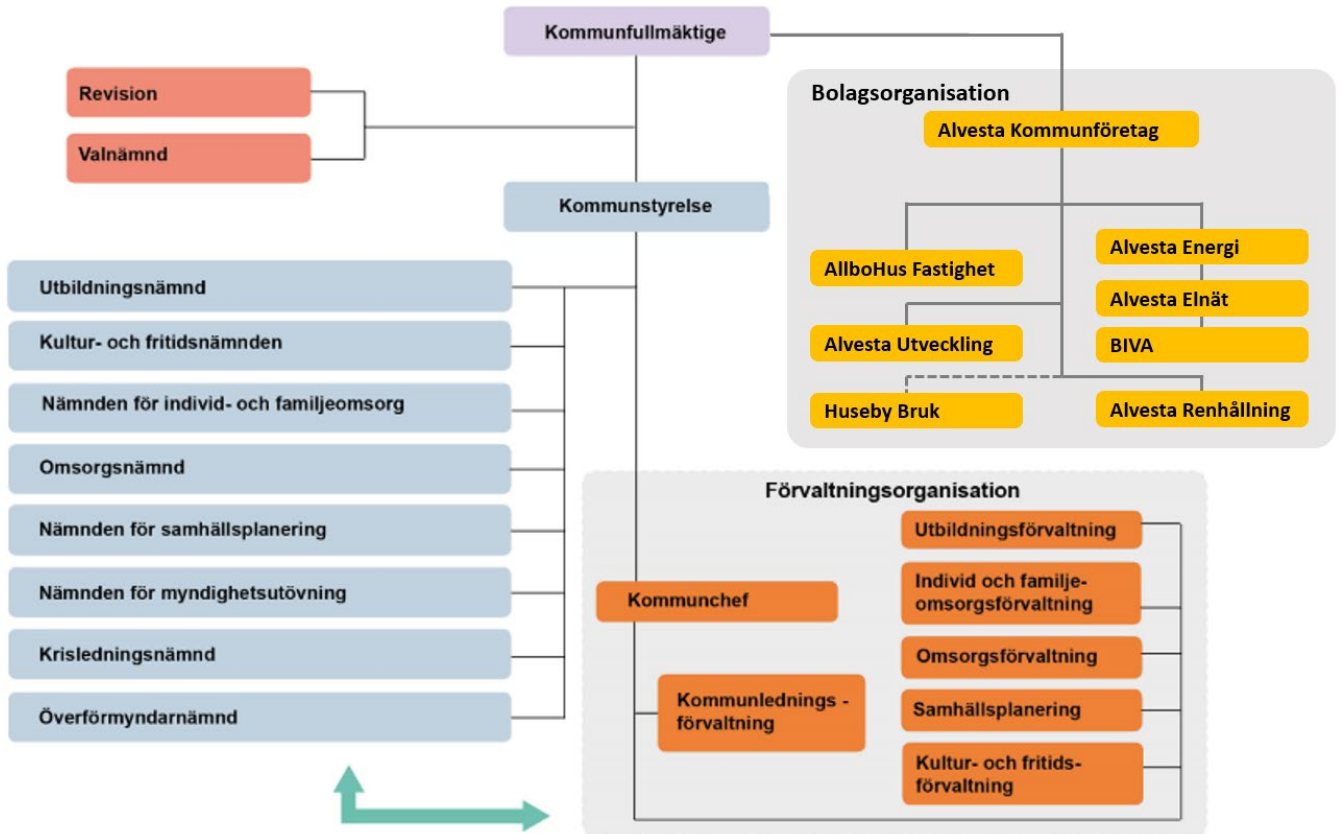 Kommunfullmäktige
Revision
Valnämnd
Kommunstyrelse
Utbildningsnämnd
Kultur- och fritidsnämnden
Nämnden för individ- och familjeomsorg
Omsorgsnämnd
Nämnden för samhällsplanering
Nämnden för myndighetsutövning
Krisledningsnämnd
Överförmyndarnämnd
Bolagsorganisation
Alvesta Kommunföretag
AllboHus Fastighet
Alvesta Utveckling
Huseby Bruk
Alvesta Energi
Alvesta Elnät
BIVA
Alvesta Renhållning
Förvaltningsorganisation
Kommunchef
Kommunlednings -
förvaltning
Utbildningsförvaltning
Individ och familje-
omsorgsförvaltning
Omsorgsförvaltning
Samhällsplanering
Kultur- och fritids-
förvaltning